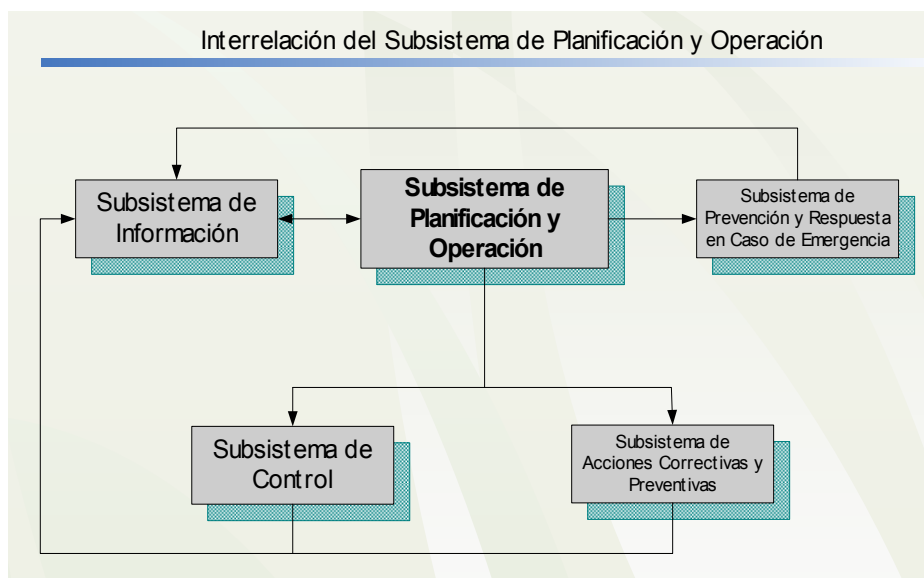 Interrelación del Subsistema de Planificación y Operación
Subsistema de
Información
Subsistema de
Planificación y
Operación
Subsistema de
Prevención y Respuesta
en Caso de Emergencia
Subsistema de
Control
Subsistema de
Acciones Correctivas y
Preventivas